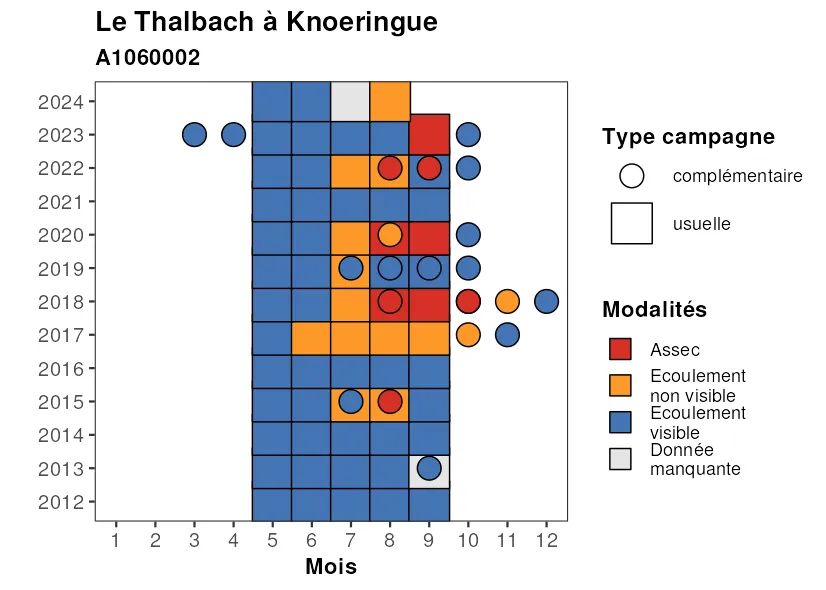 Le Thalbach à Knoeringue
A1060002
2024
2023
2022
2021
2020
2019
2018
2017
2016
2015
2014
2013
2012
1 2 3 4 5 6 7 8 9 10 11 12
Mois
Type campagne
complémentaire
usuelle
Modalités
Assec
Ecoulement
non visible
Ecoulement
visible
Donnée
manquante